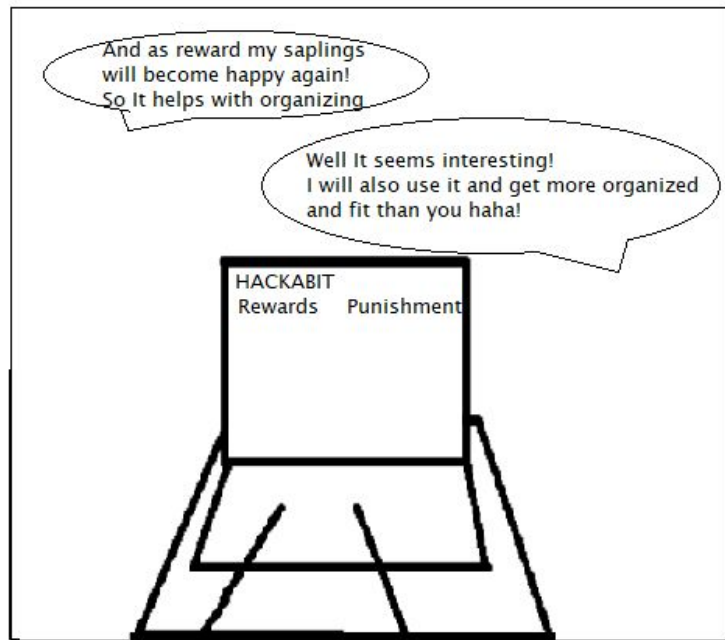 And as reward my saplings
will become happy again!
So It helps with organizing
Well It seems interesting!
I will also use it and get more organized
and fit than you haha!
HACKABIT
Rewards Punishment